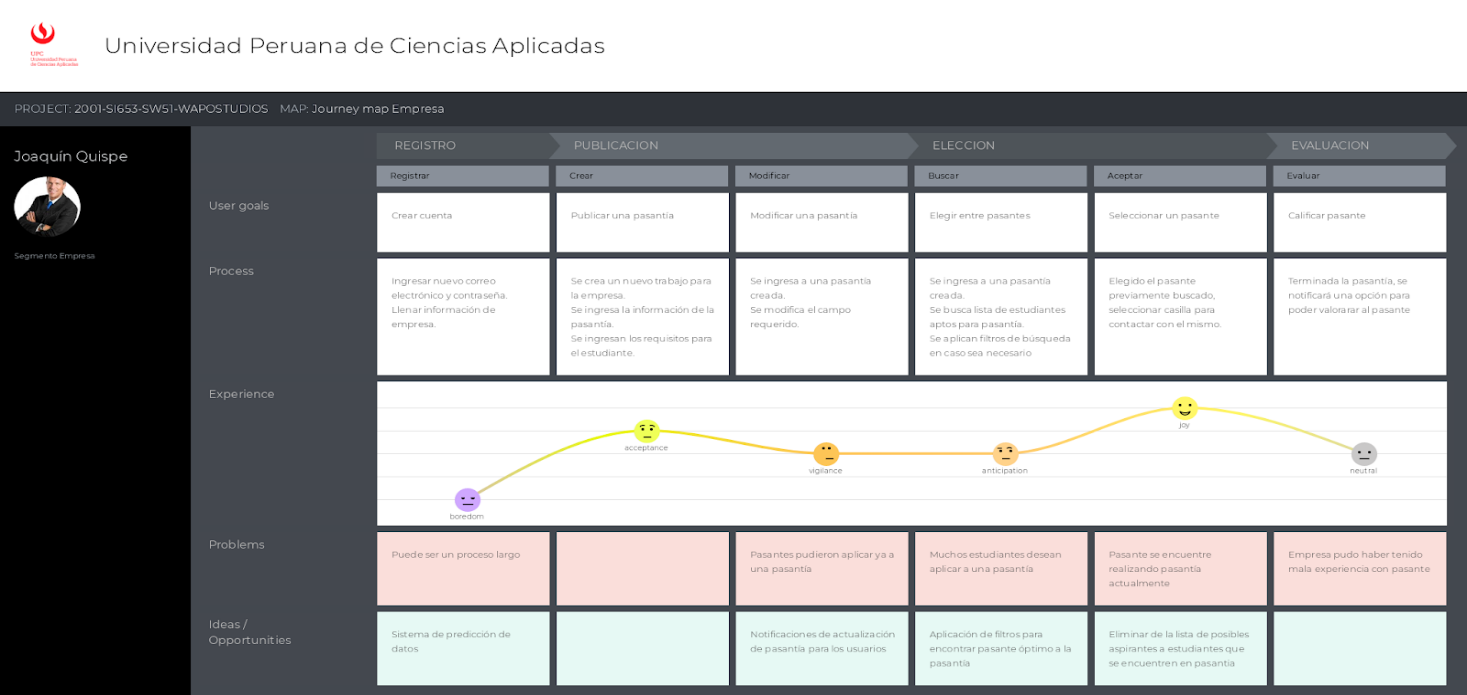 UPC
Universidad Peruana
de Ciencias Aplicadas
Universidad Peruana de Ciencias Aplicadas
PROJECT: 2001-SI653-SW51-WAPOSTUDIOS MAP: Journey map Empresa
Joaquín Quispe
Segmento Empresa
REGISTRO
PUBLICACION
ELECCION
EVALUACION
Registrar
Crear
Modificar
Buscar
Aceptar
Evaluar
User goals
Crear cuenta
Publicar una pasantía
Modificar una pasantía
Elegir entre pasantes
Seleccionar un pasante
Calificar pasante
Process
Ingresar nuevo correo
electrónico y contraseña.
Llenar información de
empresa.
Se crea un nuevo trabajo para
la empresa.
Se ingresa la información de la
pasantía.
Se ingresan los requisitos para
el estudiante.
Se ingresa a una pasantía
creada.
Se modifica el campo
requerido.
Se ingresa a una pasantía
creada.
Se busca lista de estudiantes
aptos para pasantía.
Se aplican filtros de búsqueda
en caso sea necesario
Elegido el pasante
previamente buscado,
seleccionar casilla para
contactar con el mismo.
Terminada la pasantía, se
notificará una opción para
poder valorarar al pasante
Experience
boredom
acceptance
vigilance
anticipation
joy
neutral
Problems
Puede ser un proceso largo
Pasantes pudieron aplicar ya a
una pasantía
Muchos estudiantes desean
aplicar a una pasantía
Pasante se encuentre
realizando pasantía
actualmente
Empresa pudo haber tenido
mala experiencia con pasante
Ideas /
Opportunities
Sistema de predicción de
datos
Notificaciones de actualización
de pasantía para los usuarios
Aplicación de filtros para
encontrar pasante óptimo a la
pasantía
Eliminar de la lista de posibles
aspirantes a estudiantes que
se encuentren en pasantía